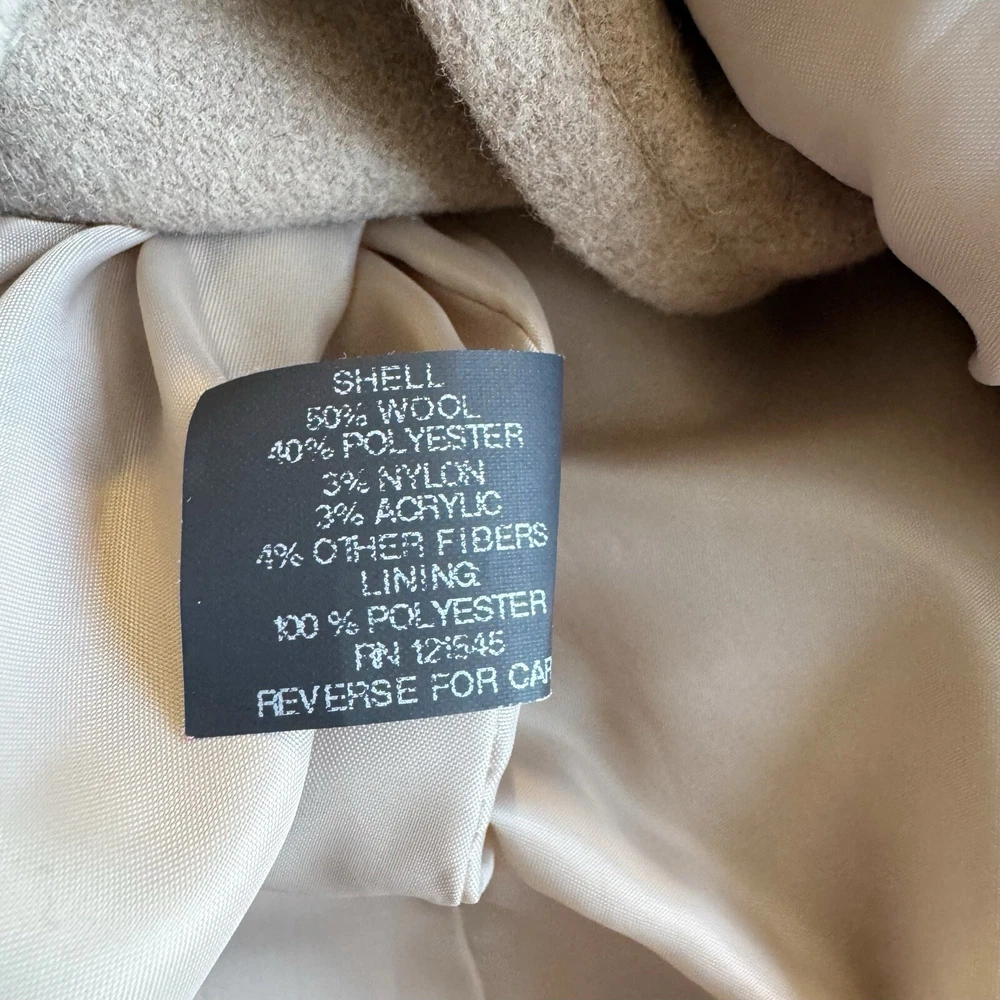 SHELL
50% WOOL
40% POLYESTER
3% NYLON
3% ACRYLIC
4% OTHER FIBERS
LINING
100 % POLYESTER
RN 121545
REVERSE FOR CAR